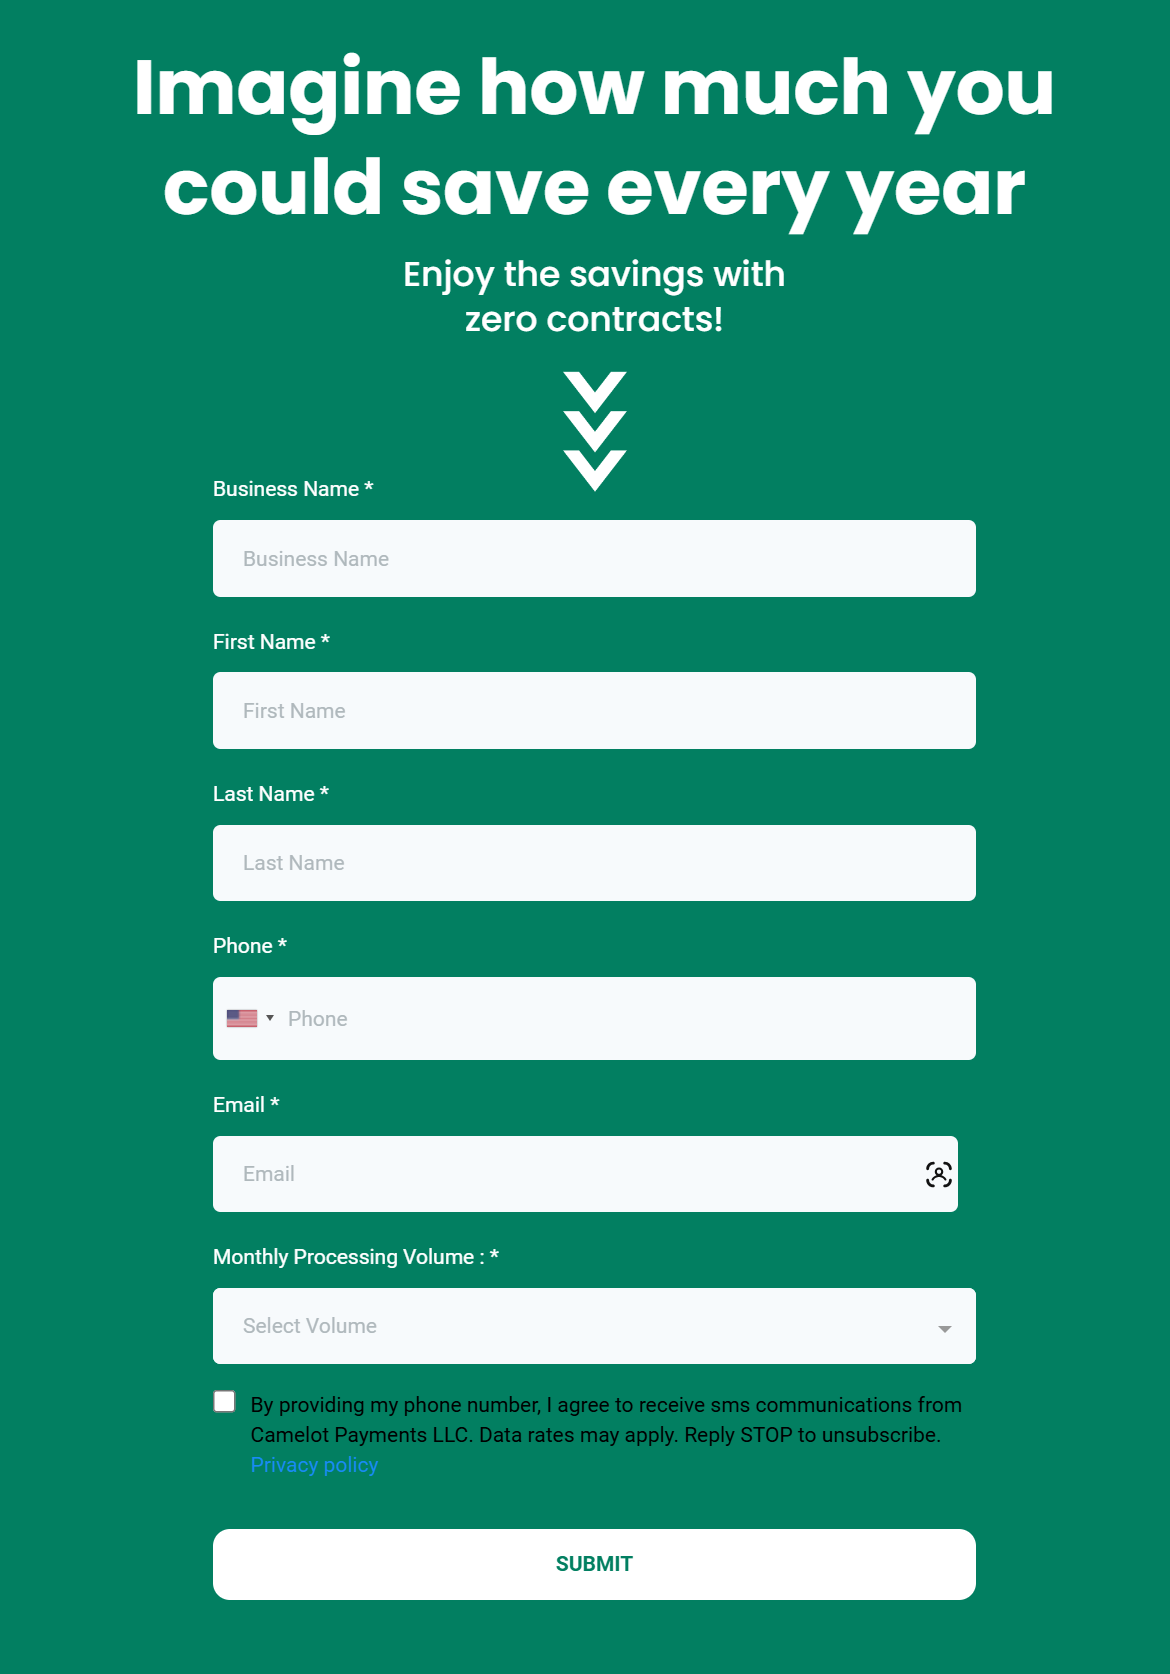 Imagine how much you
could save every year
Enjoy the savings with
zero contracts!
Business Name *
Business Name
First Name *
First Name
Last Name *
Last Name
Phone *
Phone
Email *
Email
Monthly Processing Volume : *
Select Volume
By providing my phone number, I agree to receive sms communications from
Camelot Payments LLC. Data rates may apply. Reply STOP to unsubscribe.
Privacy policy
SUBMIT